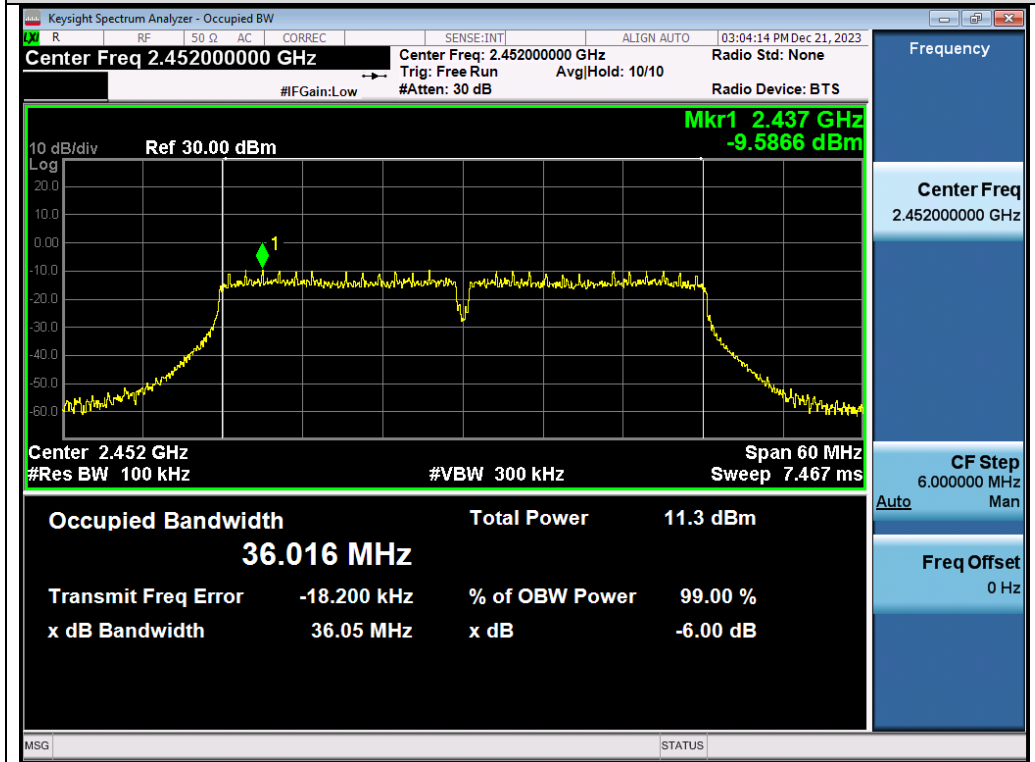 Keysight Spectrum Analyzer - Occupied BW
LXI R RF 50 Ω AC CORREC SENSE:INT ALIGN AUTO 03:04:14 PM Dec 21, 2023
Center Freq 2.452000000 GHz
Center Freq: 2.452000000 GHz
Radio Std: None
Trig: Free Run Avg|Hold: 10/10
#IFGain:Low
#Atten: 30 dB
Radio Device: BTS
Mkr1 2.437 GHz
-9.5866 dBm
10 dB/div Ref 30.00 dBm
Log
20.0
10.0
0.00
1
-10.0
-20.0
-30.0
-40.0
-50.0
-60.0
Center 2.452 GHz Span 60 MHz
#Res BW 100 kHz #VBW 300 kHz Sweep 7.467 ms
Occupied Bandwidth Total Power 11.3 dBm
36.016 MHz
Transmit Freq Error -18.200 kHz % of OBW Power 99.00 %
x dB Bandwidth 36.05 MHz x dB -6.00 dB
Frequency
Center Freq
2.452000000 GHz
CF Step
6.000000 MHz
Auto Man
Freq Offset
0 Hz
MSG STATUS